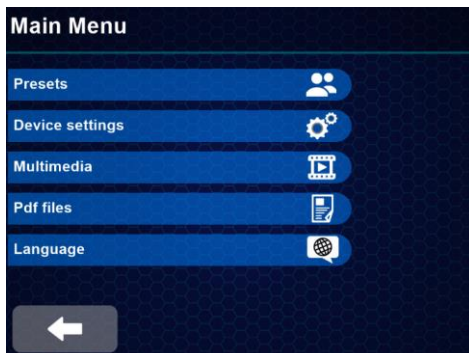 Main Menu
Presets
Device settings
Multimedia
Pdf files
Language